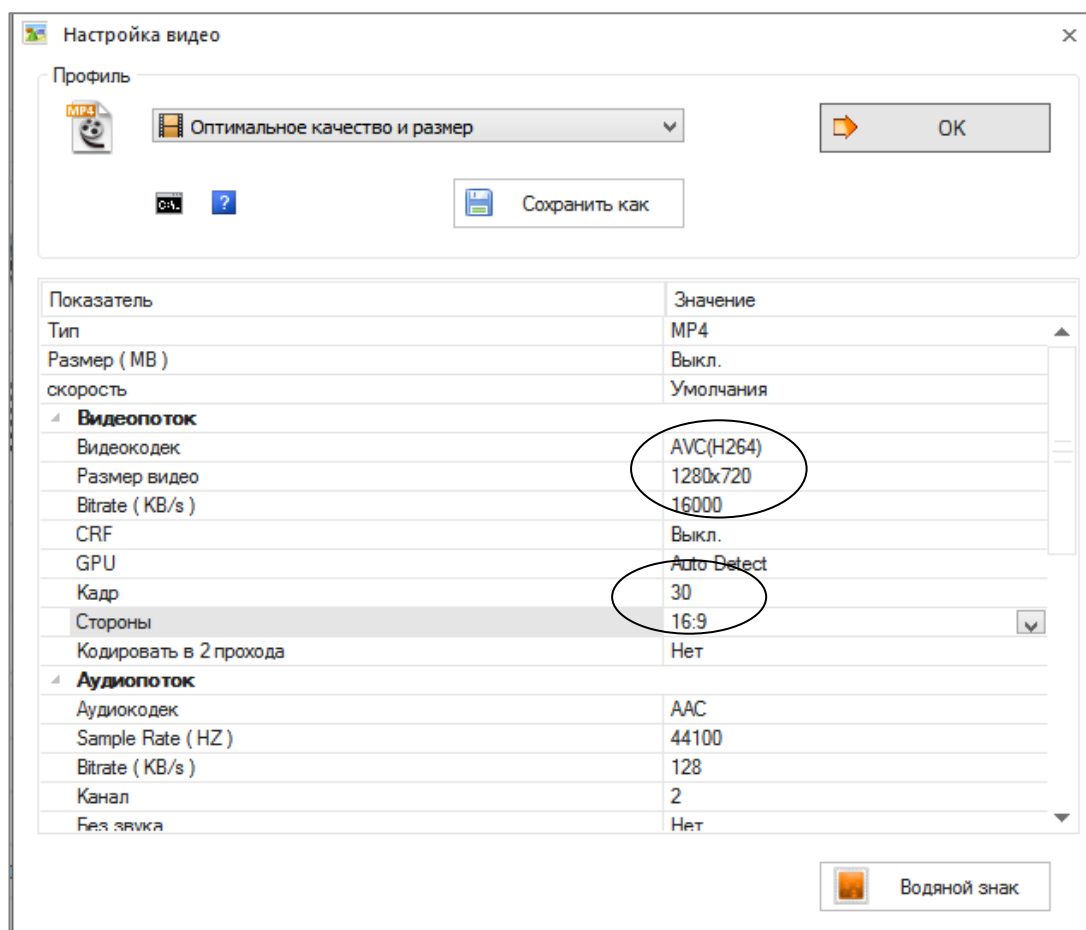 Настройка видео
Профиль
MP4
Оптимальное качество и размер
OK
C:\.
?
Сохранить как
Показатель Значение
Тип MP4
Размер ( MB ) Выкл.
скорость Умолчания
Видеопоток
Видеокодек AVC(H264)
Размер видео 1280x720
Bitrate ( KB/s ) 16000
CRF Выкл.
GPU Auto Detect
Кадр 30
Стороны 16:9
Кодировать в 2 прохода Нет
Аудиопоток
Аудиокодек AAC
Sample Rate ( HZ ) 44100
Bitrate ( KB/s ) 128
Канал 2
Без звука Нет
Водяной знак